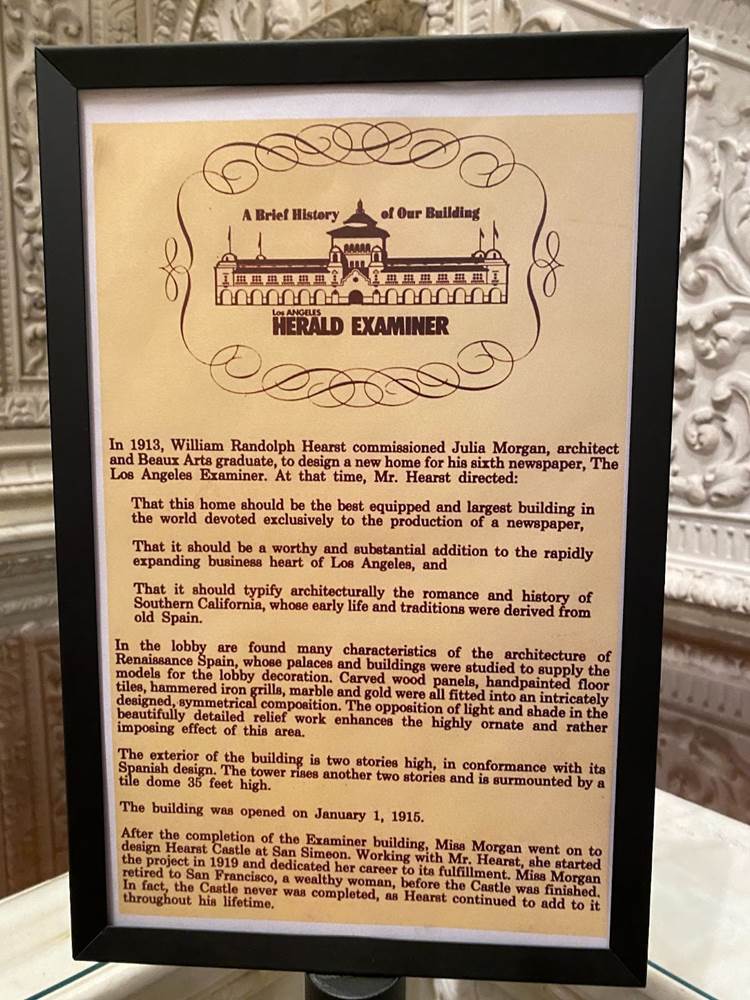 A Brief History of Our Building
Los ANGELES
HERALD EXAMINER
In 1913, William Randolph Hearst commissioned Julia Morgan, architect
and Beaux Arts graduate, to design a new home for his sixth newspaper, The
Los Angeles Examiner. At that time, Mr. Hearst directed:
That this home should be the best equipped and largest building in
the world devoted exclusively to the production of a newspaper,
That it should be a worthy and substantial addition to the rapidly
expanding business heart of Los Angeles, and
That it should typify architecturally the romance and history of
Southern California, whose early life and traditions were derived from
old Spain.
In the lobby are found many characteristics of the architecture of
Renaissance Spain, whose palaces and buildings were studied to supply the
models for the lobby decoration. Carved wood panels, handpainted floor
tiles, hammered iron grills, marble and gold were all fitted into an intricately
designed, symmetrical composition. The opposition of light and shade in the
beautifully detailed relief work enhances the highly ornate and rather
imposing effect of this area.
The exterior of the building is two stories high, in conformance with its
Spanish design. The tower rises another two stories and is surmounted by a
tile dome 35 feet high.
The building was opened on January 1, 1915.
After the completion of the Examiner building, Miss Morgan went on to
design Hearst Castle at San Simeon. Working with Mr. Hearst, she started
the project in 1919 and dedicated her career to its fulfillment. Miss Morgan
retired to San Francisco, a wealthy woman, before the Castle was finished.
In fact, the Castle never was completed, as Hearst continued to add to it
throughout his lifetime.